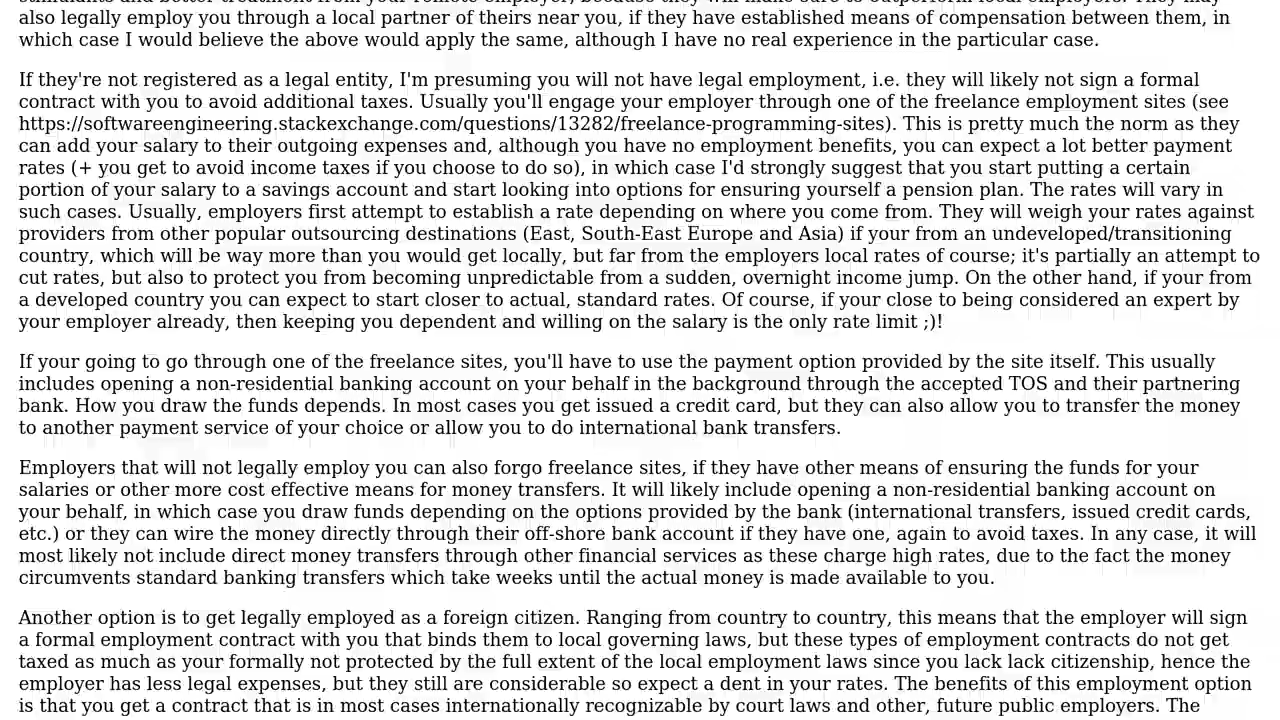 also legally employ you through a local partner of theirs near you, if they have established means of compensation between them, in
which case I would believe the above would apply the same, although I have no real experience in the particular case.
If they're not registered as a legal entity, I'm presuming you will not have legal employment, i.e. they will likely not sign a formal
contract with you to avoid additional taxes. Usually you'll engage your employer through one of the freelance employment sites (see
https://softwareengineering.stackexchange.com/questions/13282/freelance-programming-sites). This is pretty much the norm as they
can add your salary to their outgoing expenses and, although you have no employment benefits, you can expect a lot better payment
rates (+ you get to avoid income taxes if you choose to do so), in which case I'd strongly suggest that you start putting a certain
portion of your salary to a savings account and start looking into options for ensuring yourself a pension plan. The rates will vary in
such cases. Usually, employers first attempt to establish a rate depending on where you come from. They will weigh your rates against
providers from other popular outsourcing destinations (East, South-East Europe and Asia) if your from an undeveloped/transitioning
country, which will be way more than you would get locally, but far from the employers local rates of course; it's partially an attempt to
cut rates, but also to protect you from becoming unpredictable from a sudden, overnight income jump. On the other hand, if your from
a developed country you can expect to start closer to actual, standard rates. Of course, if your close to being considered an expert by
your employer already, then keeping you dependent and willing on the salary is the only rate limit ;)!
If your going to go through one of the freelance sites, you'll have to use the payment option provided by the site itself. This usually
includes opening a non-residential banking account on your behalf in the background through the accepted TOS and their partnering
bank. How you draw the funds depends. In most cases you get issued a credit card, but they can also allow you to transfer the money
to another payment service of your choice or allow you to do international bank transfers.
Employers that will not legally employ you can also forgo freelance sites, if they have other means of ensuring the funds for your
salaries or other more cost effective means for money transfers. It will likely include opening a non-residential banking account on
your behalf, in which case you draw funds depending on the options provided by the bank (international transfers, issued credit cards,
etc.) or they can wire the money directly through their off-shore bank account if they have one, again to avoid taxes. In any case, it will
most likely not include direct money transfers through other financial services as these charge high rates, due to the fact the money
circumvents standard banking transfers which take weeks until the actual money is made available to you.
Another option is to get legally employed as a foreign citizen. Ranging from country to country, this means that the employer will sign
a formal employment contract with you that binds them to local governing laws, but these types of employment contracts do not get
taxed as much as your formally not protected by the full extent of the local employment laws since you lack lack citizenship, hence the
employer has less legal expenses, but they still are considerable so expect a dent in your rates. The benefits of this employment option
is that you get a contract that is in most cases internationally recognizable by court laws and other, future public employers. The